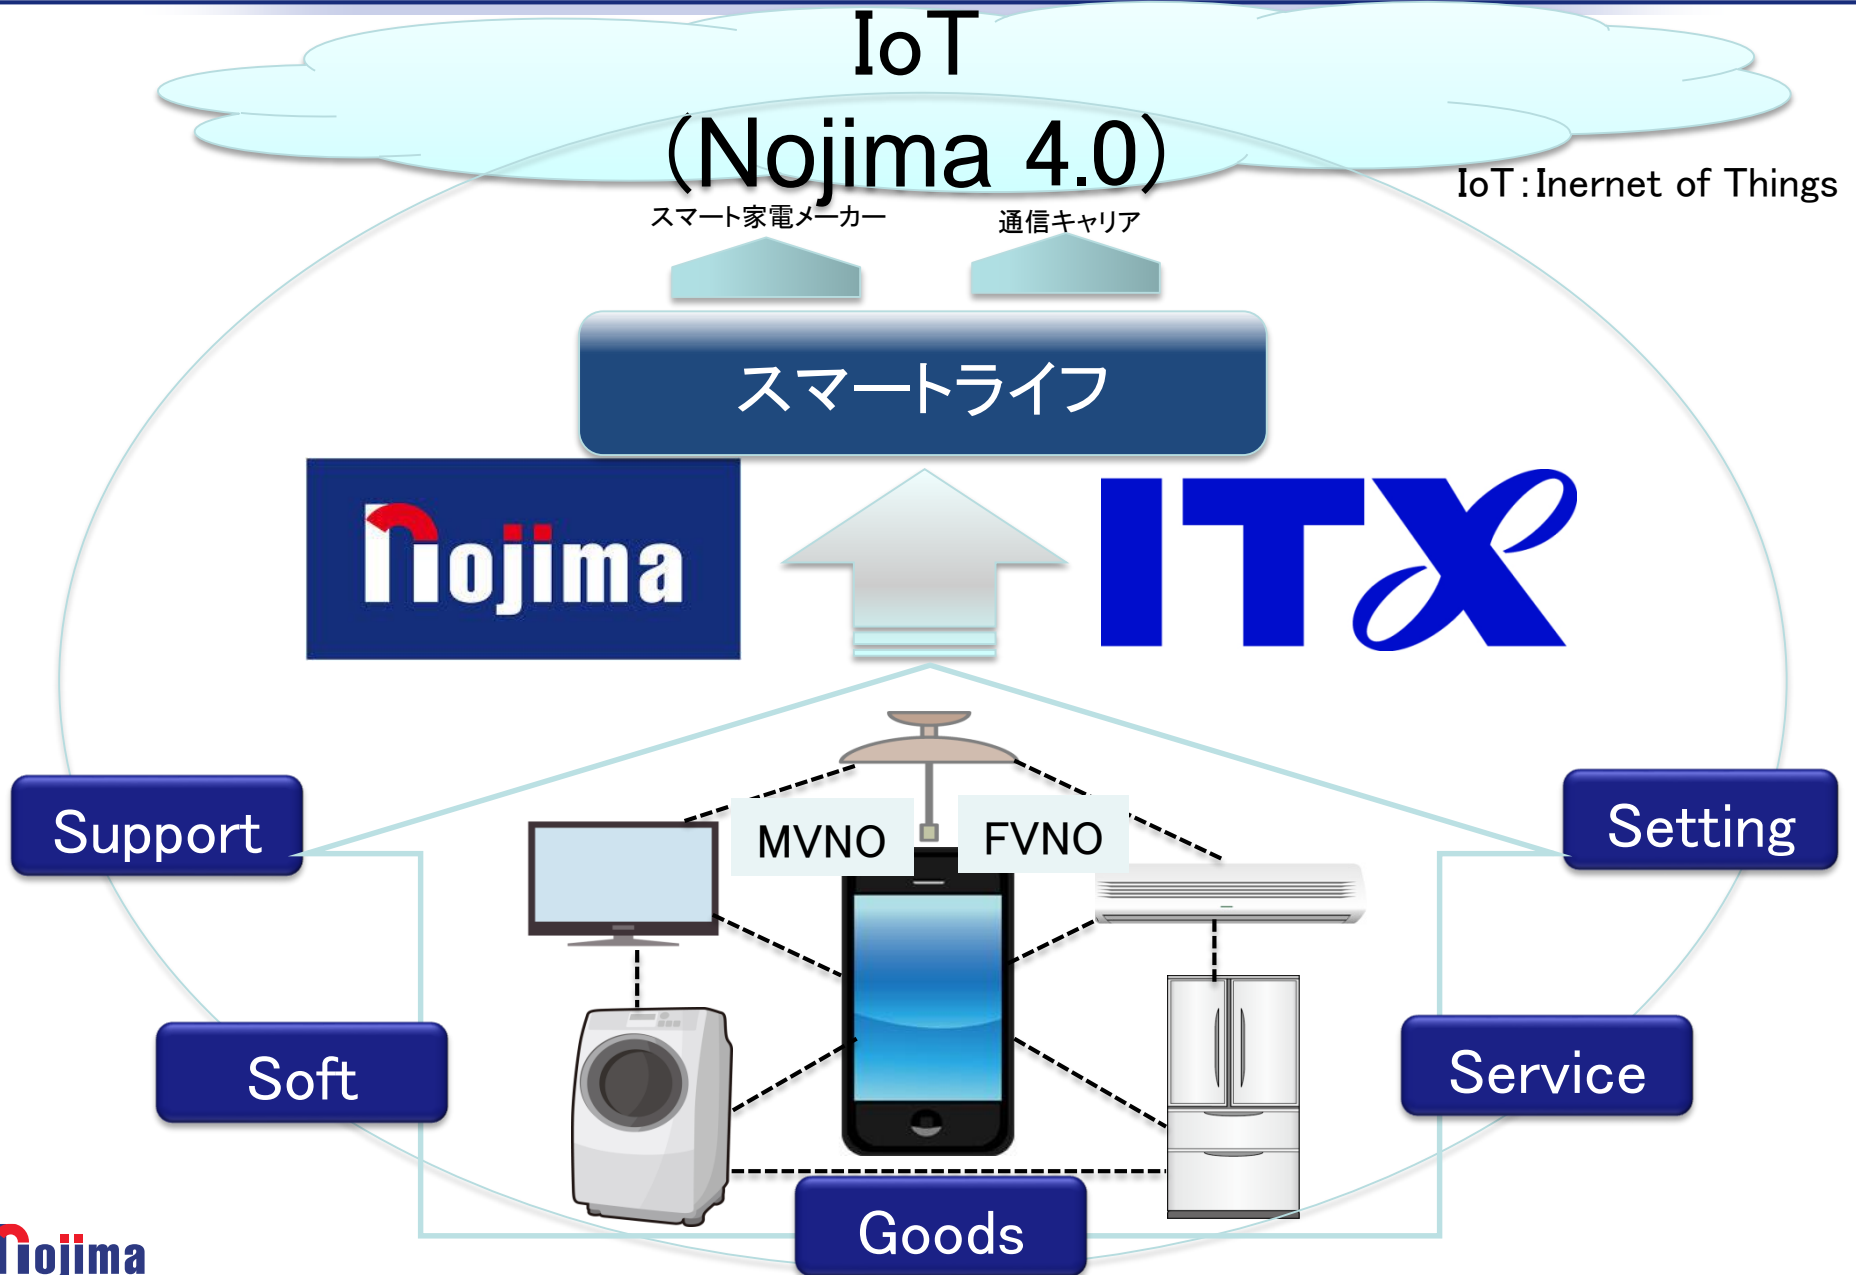 IoT
（Nojima 4.0）
IoT：Inernet of Things
スマート家電メーカー
通信キャリア
スマートライフ
nojima
ITX
Support
Setting
MVNO
FVNO
Soft
Service
Goods
nojima